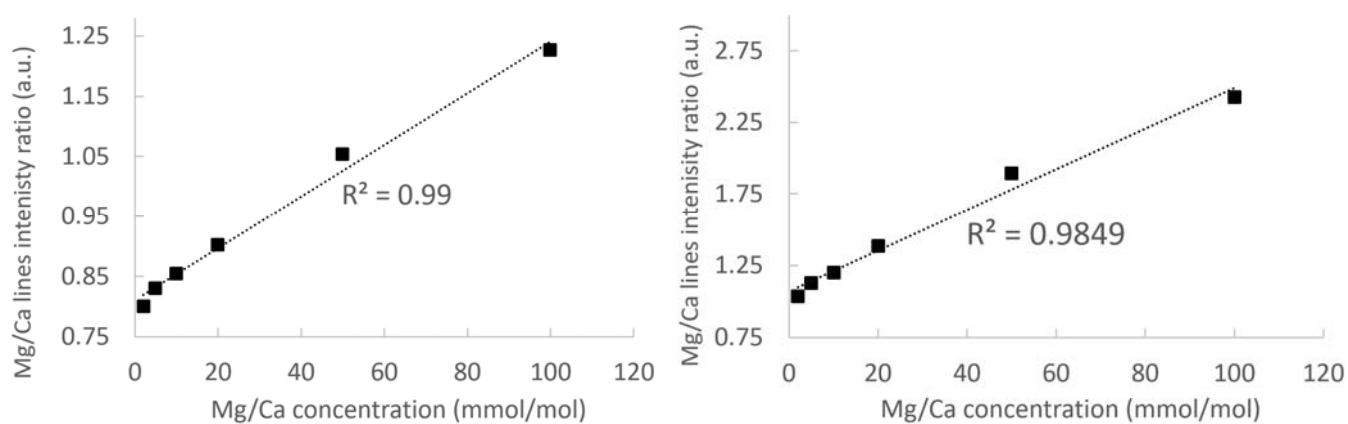 Mg/Ca lines intenisty ratio (a.u.)
1.25
1.15
1.05
0.95
0.85
0.75
R² = 0.99
0 20 40 60 80 100 120
Mg/Ca concentration (mmol/mol)
Mg/Ca lines intenisity ratio (a.u.)
2.75
2.25
1.75
1.25
0.75
R² = 0.9849
0 20 40 60 80 100 120
Mg/Ca concentration (mmol/mol)